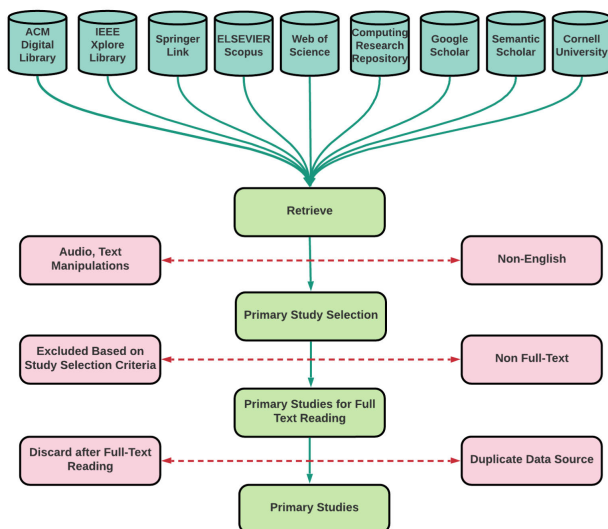 ACM
Digital
Library
IEEE
Xplore
Library
Springer
Link
ELSEVIER
Scopus
Web of
Science
Computing
Research
Repository
Google
Scholar
Semantic
Scholar
Cornell
University
Retrieve
Audio, Text
Manipulations
Non-English
Primary Study Selection
Excluded Based on
Study Selection Criteria
Non Full-Text
Primary Studies for Full
Text Reading
Discard after Full-Text
Reading
Duplicate Data Source
Primary Studies